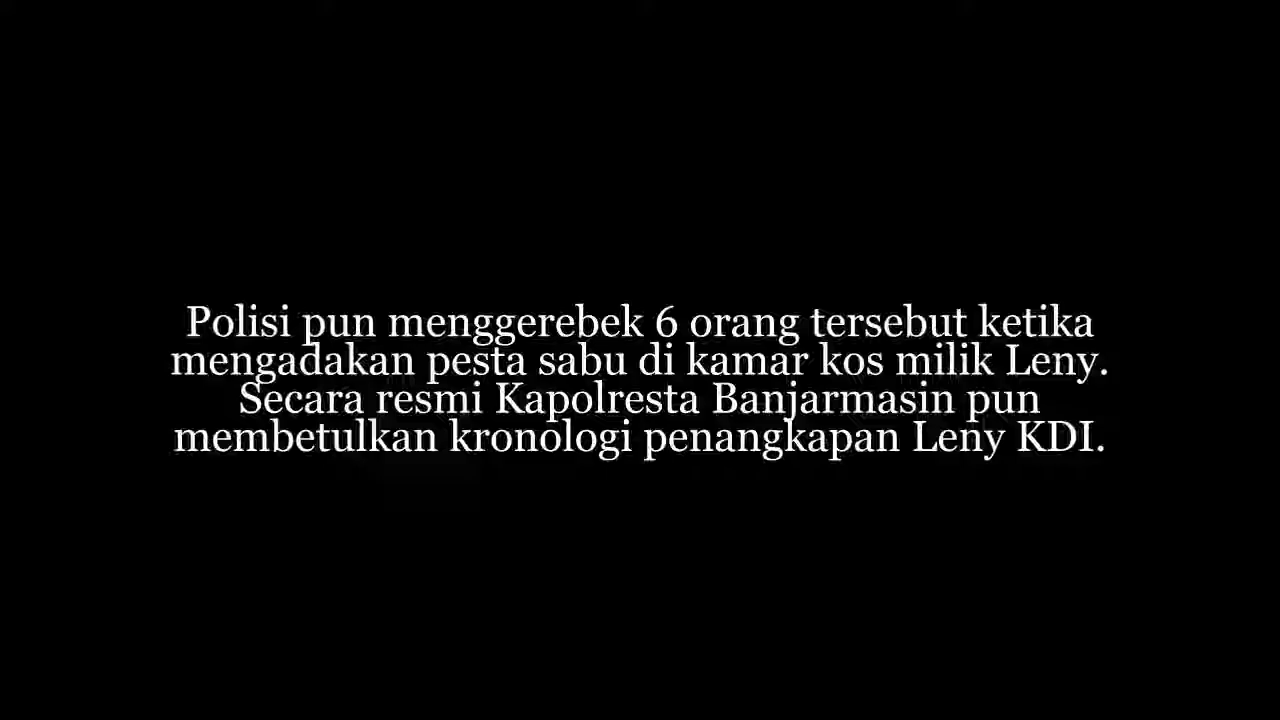 Polisi pun menggerebek 6 orang tersebut ketika
mengadakan pesta sabu di kamar kos milik Leny.
Secara resmi Kapolresta Banjarmasin pun
membetulkan kronologi penangkapan Leny KDI.